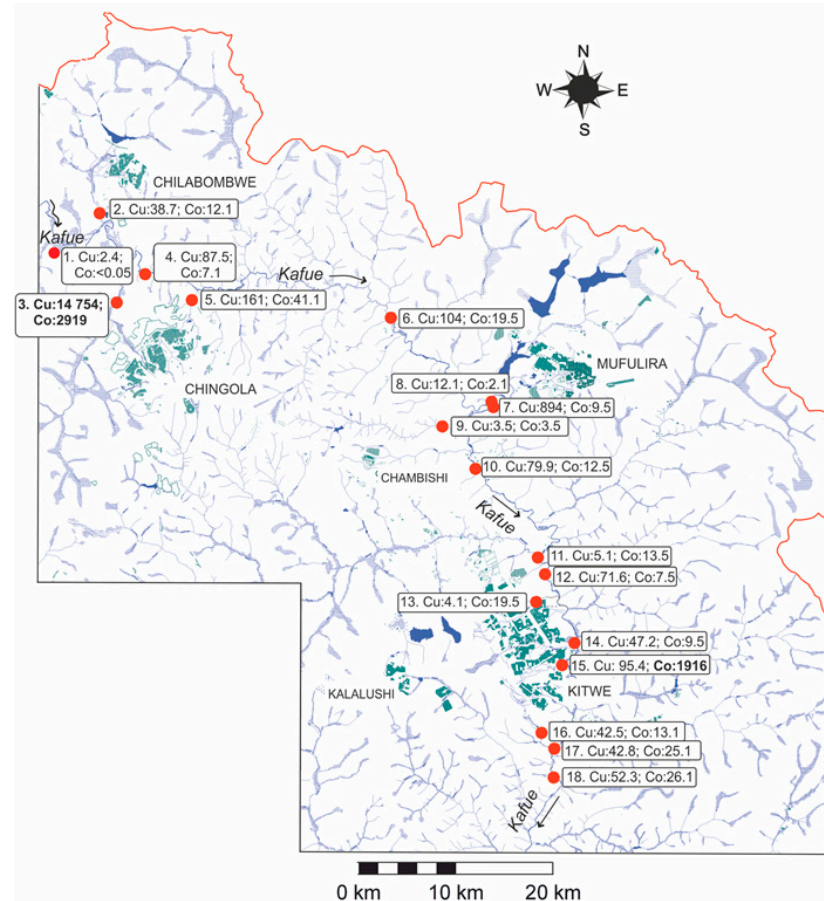 N
W E
S
CHILABOMBWE
2. Cu:38.7; Co:12.1
Kafue
1. Cu:2.4;
Co:<0.05
4. Cu:87.5;
Co:7.1
Kafue
3. Cu:14 754;
Co:2919
5. Cu:161; Co:41.1
6. Cu:104; Co:19.5
CHINGOLA
MUFULIRA
8. Cu:12.1; Co:2.1
7. Cu:894; Co:9.5
9. Cu:3.5; Co:3.5
10. Cu:79.9; Co:12.5
CHAMBISHI
Kafue
11. Cu:5.1; Co:13.5
12. Cu:71.6; Co:7.5
13. Cu:4.1; Co:19.5
14. Cu:47.2; Co:9.5
15. Cu: 95.4; Co:1916
KALALUSHI
KITWE
16. Cu:42.5; Co:13.1
17. Cu:42.8; Co:25.1
18. Cu:52.3; Co:26.1
Kafue
0 km 10 km 20 km